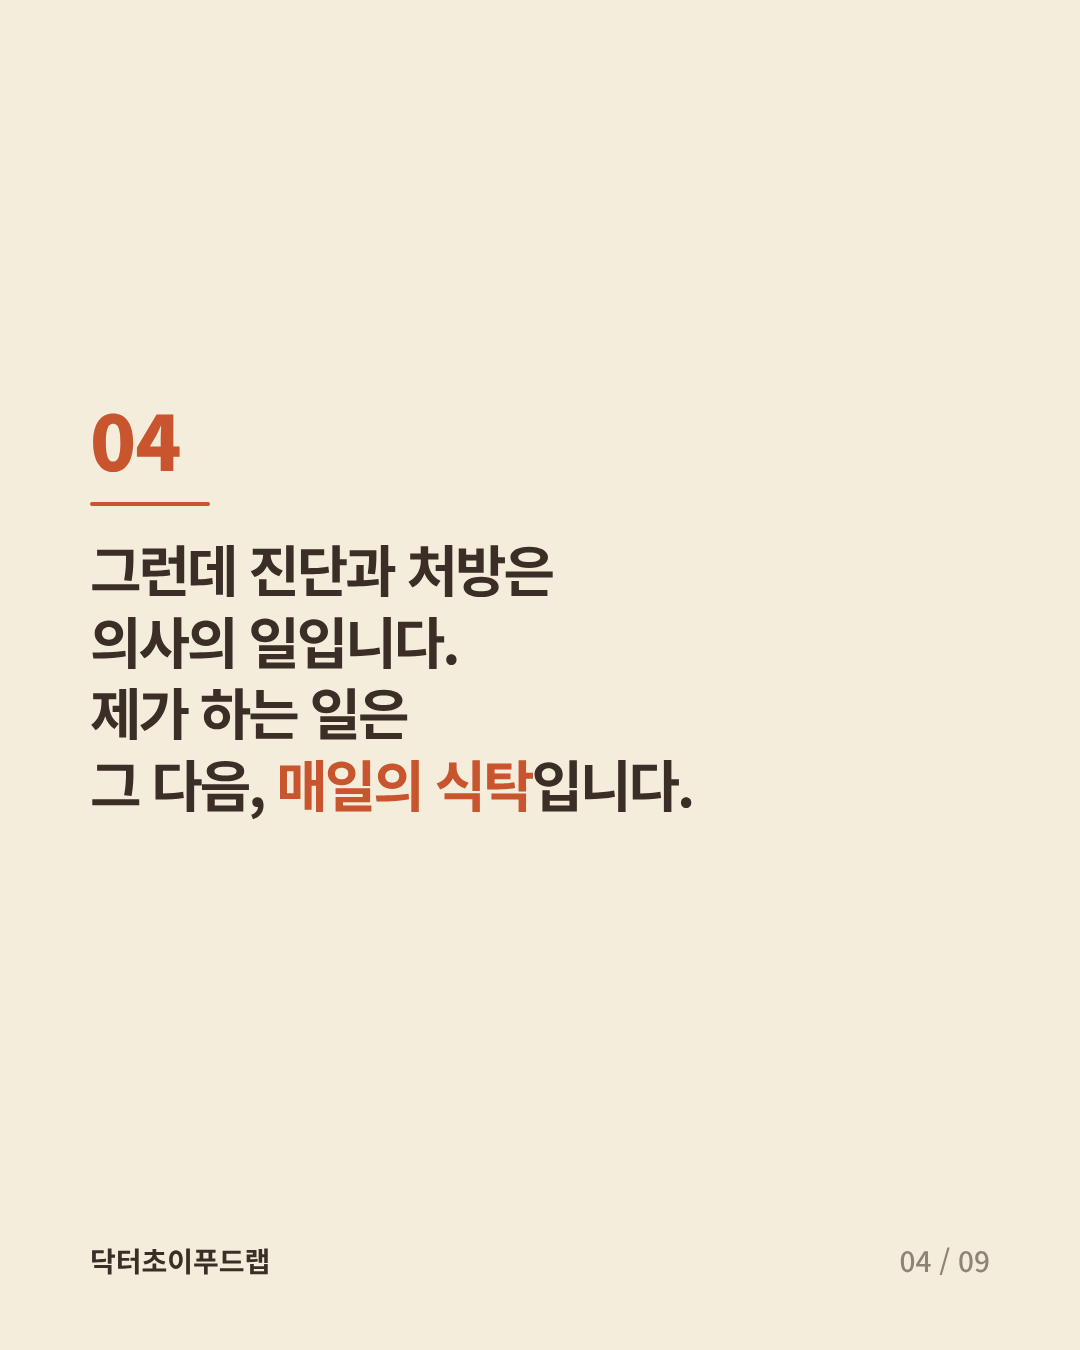 04
그런데 진단과 처방은
의사의 일입니다.
제가 하는 일은
그 다음, 매일의 식탁입니다.
닥터초이푸드랩
04 / 09